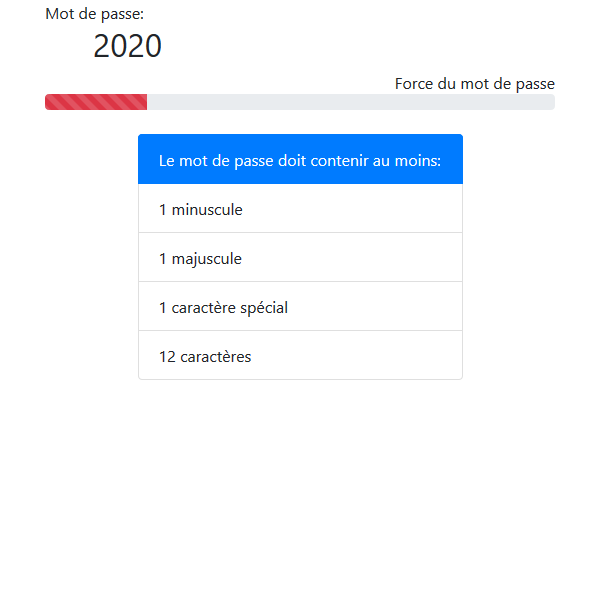 Mot de passe:
2020
Force du mot de passe
Le mot de passe doit contenir au moins:
1 minuscule
1 majuscule
1 caractère spécial
12 caractères